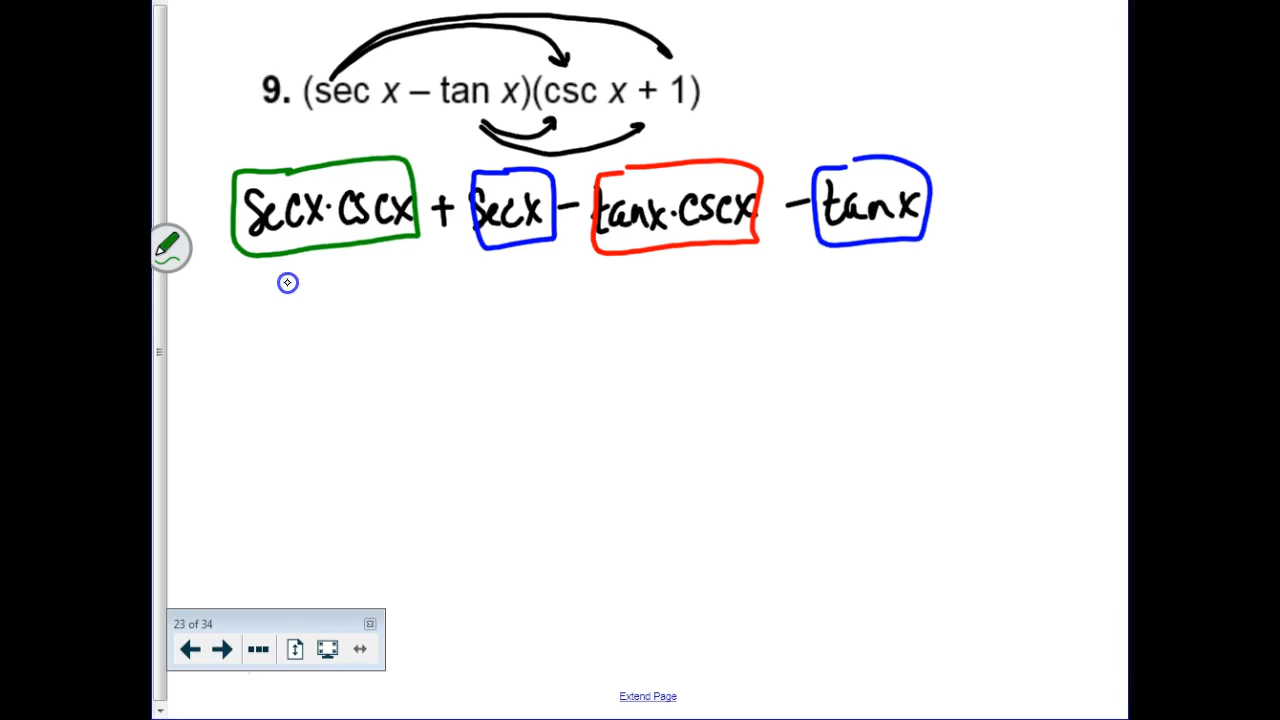 9. (sec x – tan x)(csc x + 1)
secx·cscx + secx – tanx·cscx – tanx
23 of 34
Extend Page